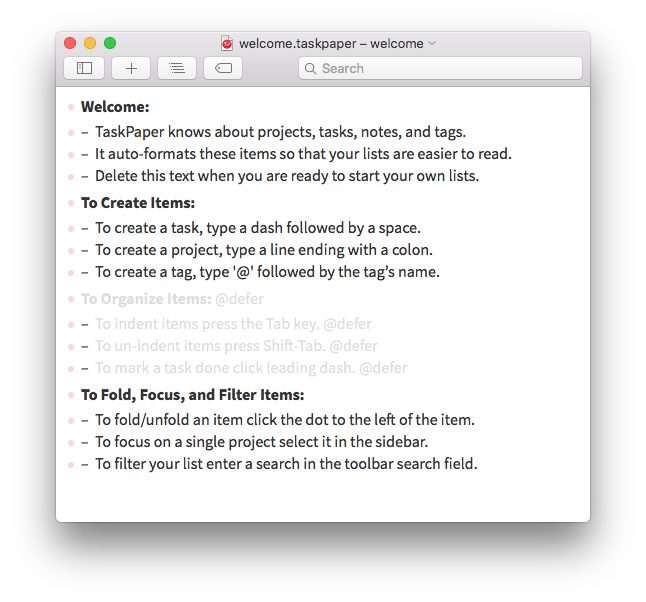 welcome.taskpaper – welcome
Search
Welcome:
– TaskPaper knows about projects, tasks, notes, and tags.
– It auto-formats these items so that your lists are easier to read.
– Delete this text when you are ready to start your own lists.
To Create Items:
– To create a task, type a dash followed by a space.
– To create a project, type a line ending with a colon.
– To create a tag, type '@' followed by the tag’s name.
To Organize Items: @defer
– To indent items press the Tab key. @defer
– To un-indent items press Shift-Tab. @defer
– To mark a task done click leading dash. @defer
To Fold, Focus, and Filter Items:
– To fold/unfold an item click the dot to the left of the item.
– To focus on a single project select it in the sidebar.
– To filter your list enter a search in the toolbar search field.